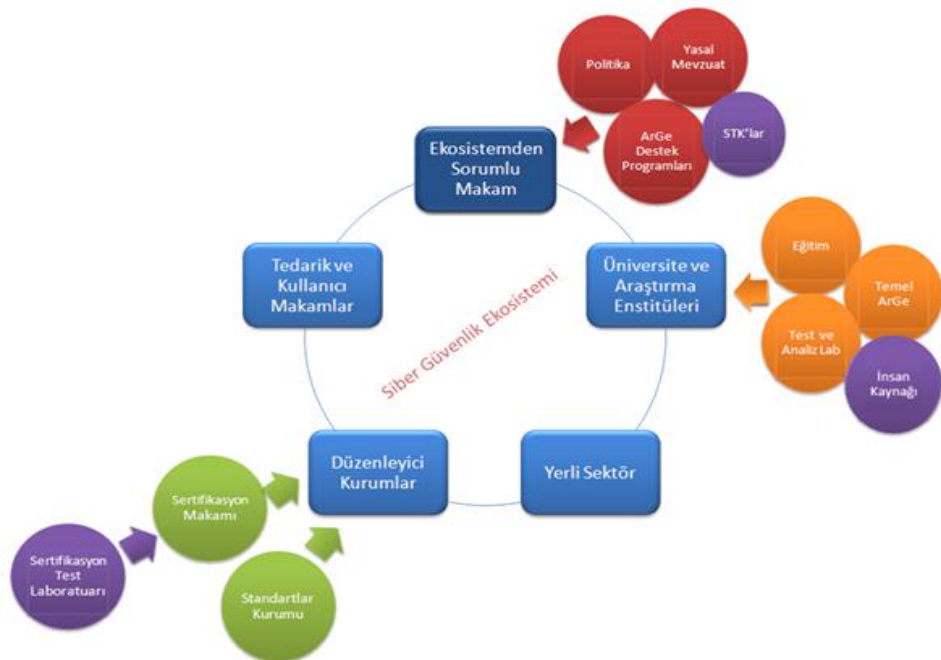 Politika
Yasal
Mevzuat
ArGe
Destek
Programları
STK'lar
Ekosistemden
Sorumlu
Makam
Tedarik ve
Kullanıcı
Makamlar
Siber Güvenlik Ekosistemi
Üniversite ve
Araştırma
Enstitüleri
Eğitim
Temel
ArGe
Test ve
Analiz Lab
İnsan
Kaynağı
Düzenleyici
Kurumlar
Yerli Sektör
Sertifikasyon
Makamı
Sertifikasyon
Test
Laboratuarı
Standartlar
Kurumu